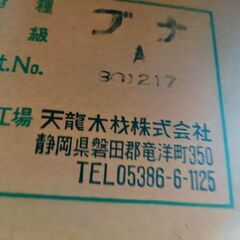 種 ブナ
級 A
t.No. 301217
工場 天龍木材株式会社
静岡県磐田郡竜洋町350
TEL05386-6-1125